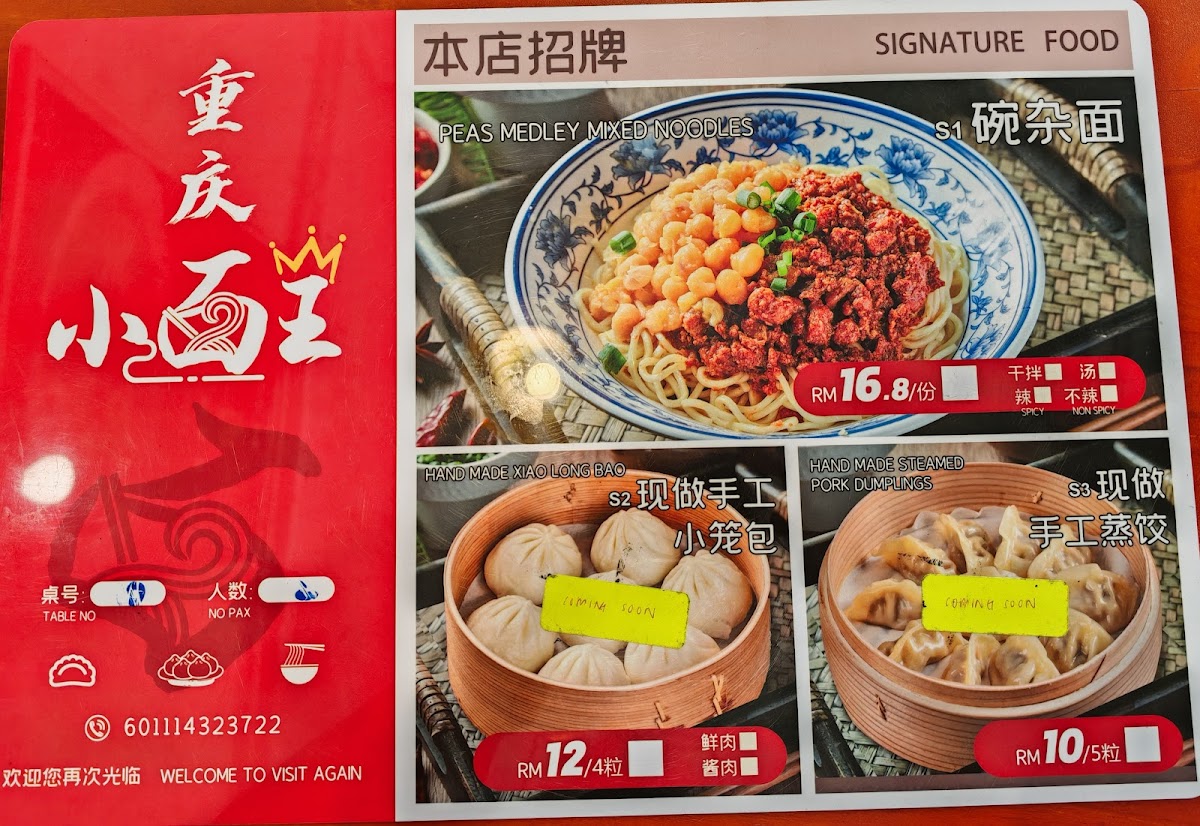 重
庆
小面王
桌号:
TABLE NO
人数:
NO PAX
601114323722
欢迎您再次光临 WELCOME TO VISIT AGAIN
本店招牌
SIGNATURE FOOD
PEAS MEDLEY MIXED NOODLES
S1 碗杂面
RM 16.8/份
干拌 汤
辣 不辣
SPICY NON SPICY
HAND MADE XIAO LONG BAO
S2 现做手工
小笼包
COMING SOON
RM 12/4粒
鲜肉
酱肉
HAND MADE STEAMED
PORK DUMPLINGS
S3 现做
手工蒸饺
COMING SOON
RM 10/5粒